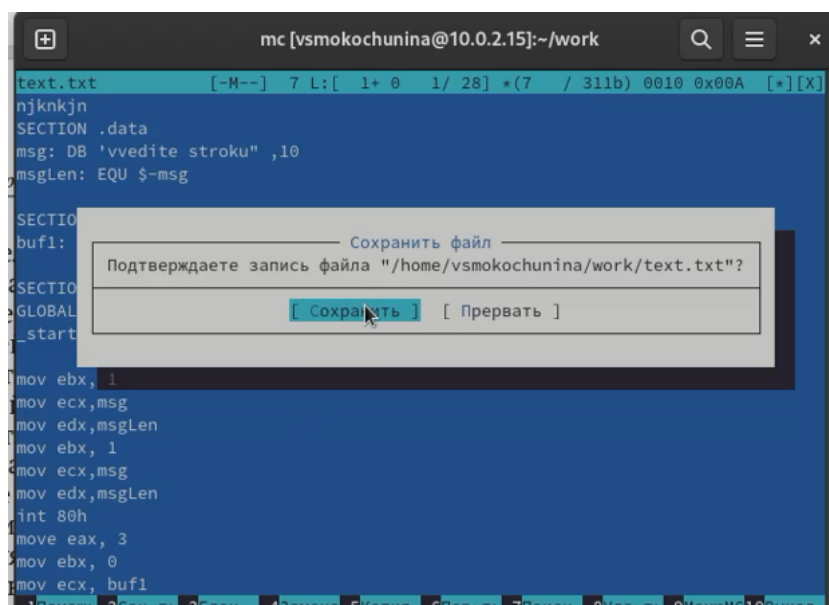 mc [vsmokochunina@10.0.2.15]:~/work
text.txt [-M--] 7 L:[ 1+ 0 1/ 28] *(7 / 311b) 0010 0x00A [*][X]
njknkjn
SECTION .data
msg: DB 'vvedite stroku" ,10
msgLen: EQU $-msg
SECTIO
buf1:
Сохранить файл
Подтверждаете запись файла "/home/vsmokochunina/work/text.txt"?
SECTIO
GLOBAL
[ Сохранить ] [ Прервать ]
_start
mov ebx, 1
mov ecx,msg
mov edx,msgLen
mov ebx, 1
mov ecx,msg
mov edx,msgLen
int 80h
move eax, 3
mov ebx, 0
mov ecx, buf1